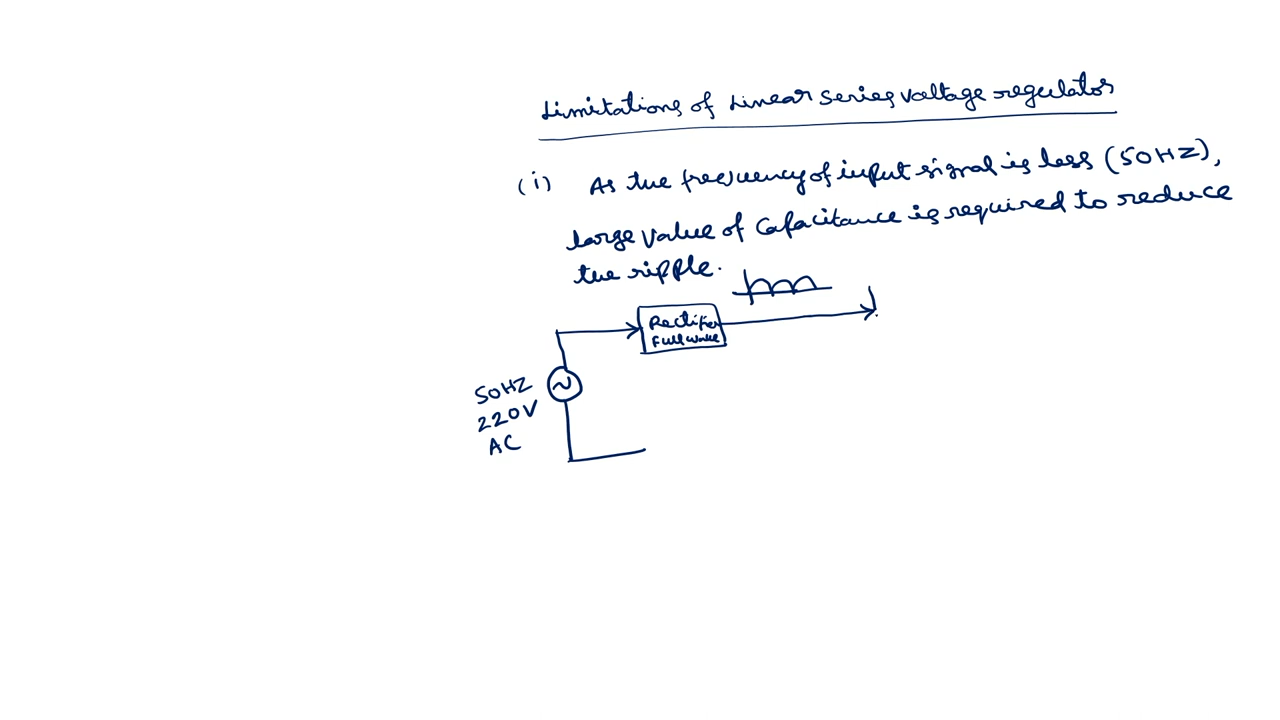 Limitations of Linear series voltage regulator
(i) As the frequency of input signal is less (50HZ),
large value of Capacitance is required to reduce
the ripple.
Rectifier
Full wave
50HZ
220V
AC